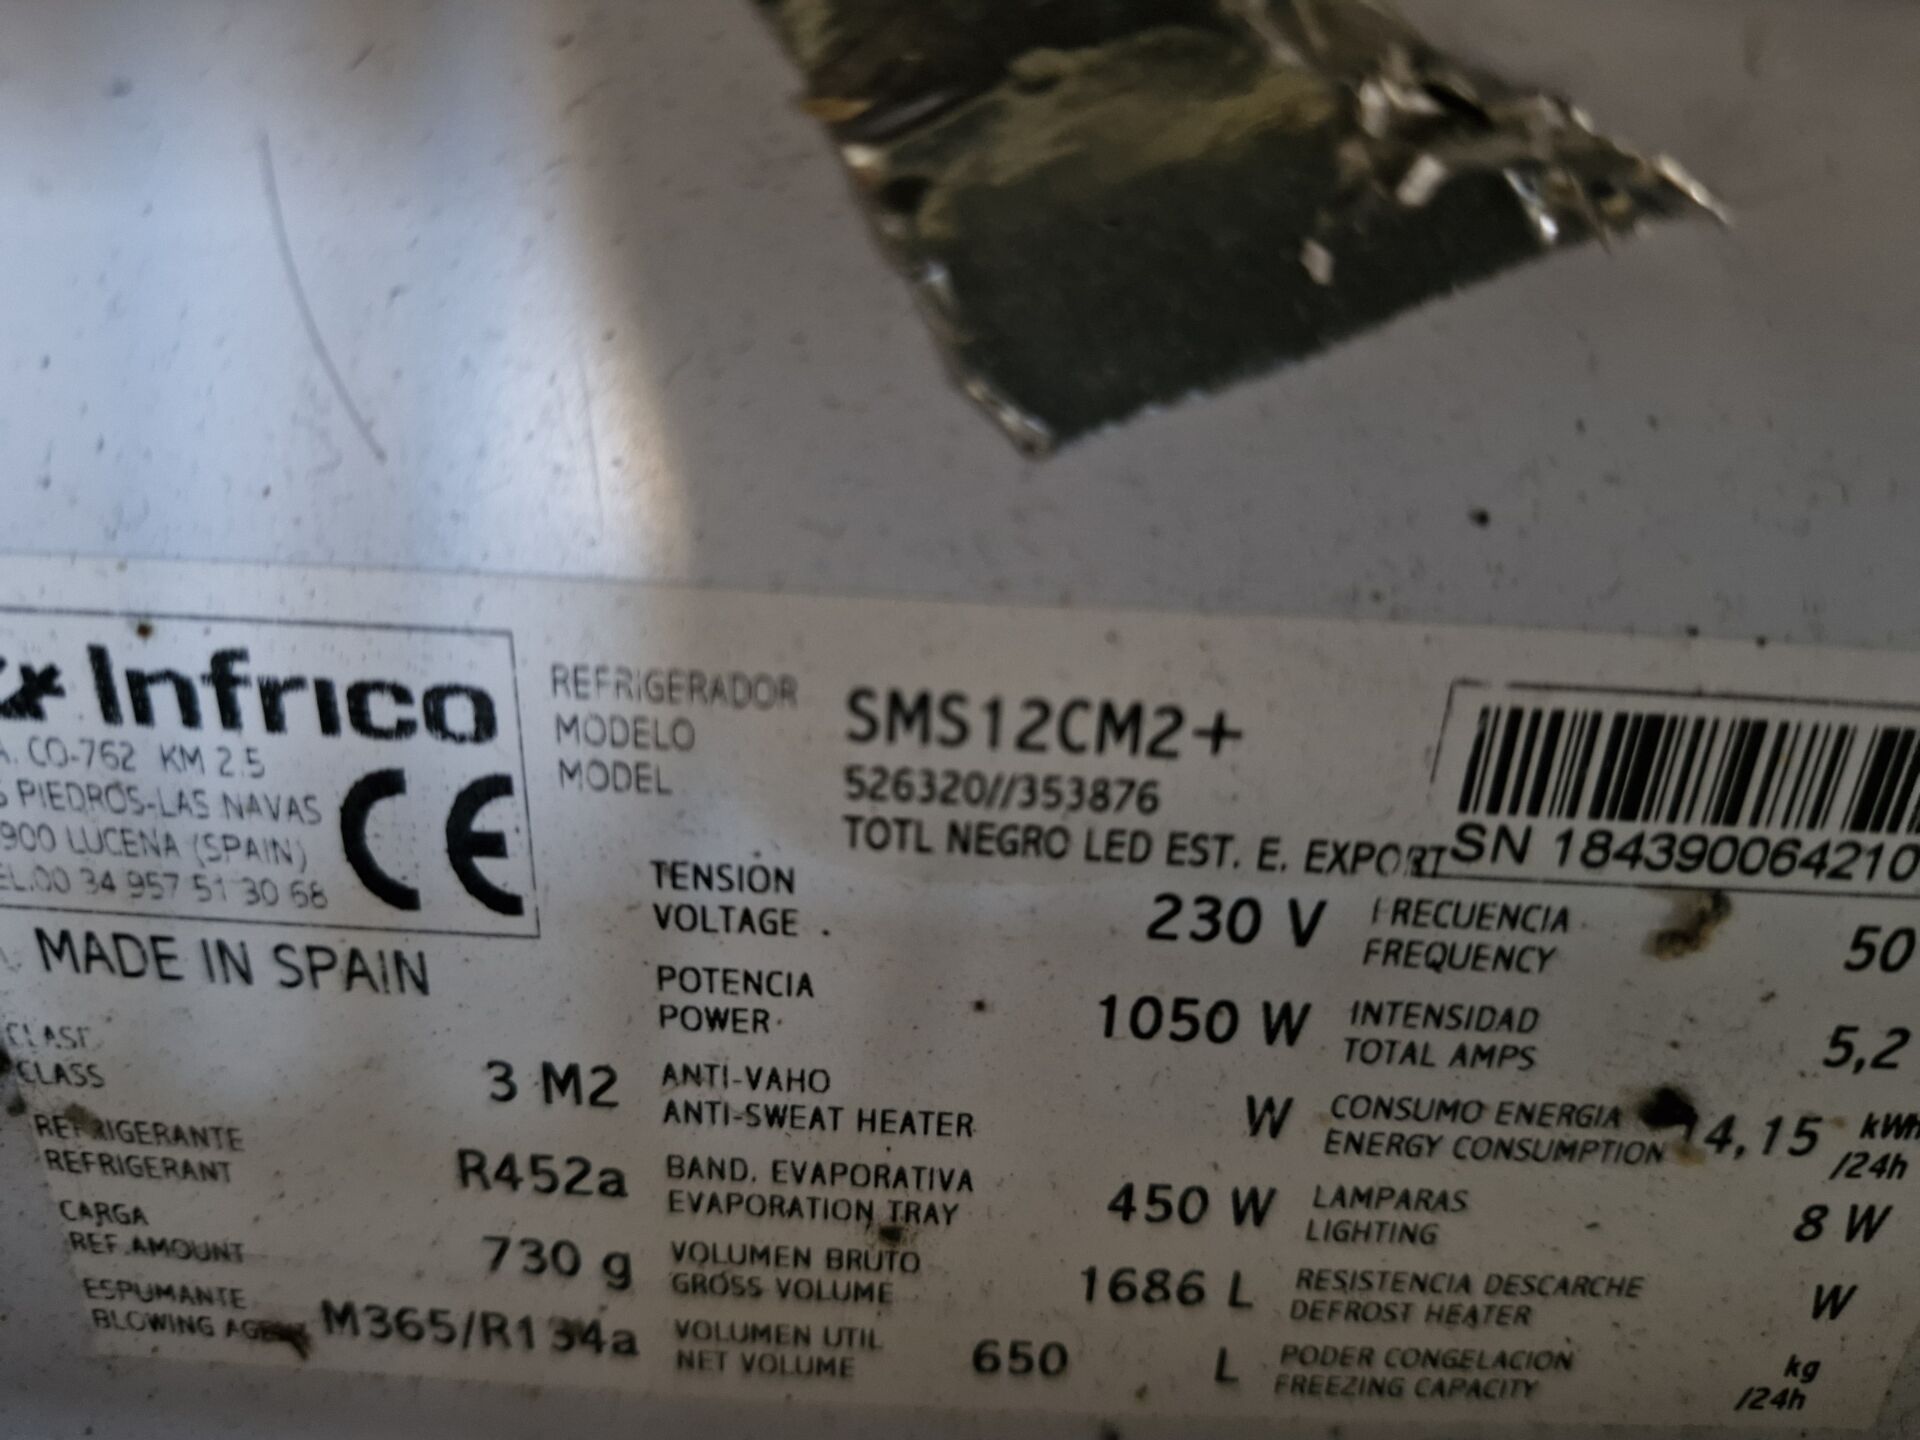 Infrico
CO-762 KM 2.5
PIEDROS-LAS NAVAS
900 LUCENA (SPAIN)
00 34 957 51 30 68
CE
MADE IN SPAIN
REFRIGERADOR
MODELO
MODEL
SMS12CM2+
526320//353876
TOTL NEGRO LED EST. E. EXPORT
SN 184390064210
TENSIÓN
VOLTAGE
230 V
FRECUENCIA
FREQUENCY
50
POTENCIA
POWER
1050 W
INTENSIDAD
TOTAL AMPS
5,2
CLASE
CLASS
3 M2
ANTI-VAHO
ANTI-SWEAT HEATER
W
CONSUMO ENERGIA
ENERGY CONSUMPTION
14,15 kWh
/24h
REFRIGERANTE
REFRIGERANT
R452a
BAND. EVAPORATIVA
EVAPORATION TRAY
450 W
LAMPARAS
LIGHTING
8 W
CARGA
REF.AMOUNT
730 g
VOLUMEN BRUTO
GROSS VOLUME
1686 L
RESISTENCIA DESCARCHE
DEFROST HEATER
W
ESPUMANTE
BLOWING
M365/R134a
VOLUMEN UTIL
NET VOLUME
650 L
PODER CONGELACION
FREEZING CAPACITY
kg
/24h